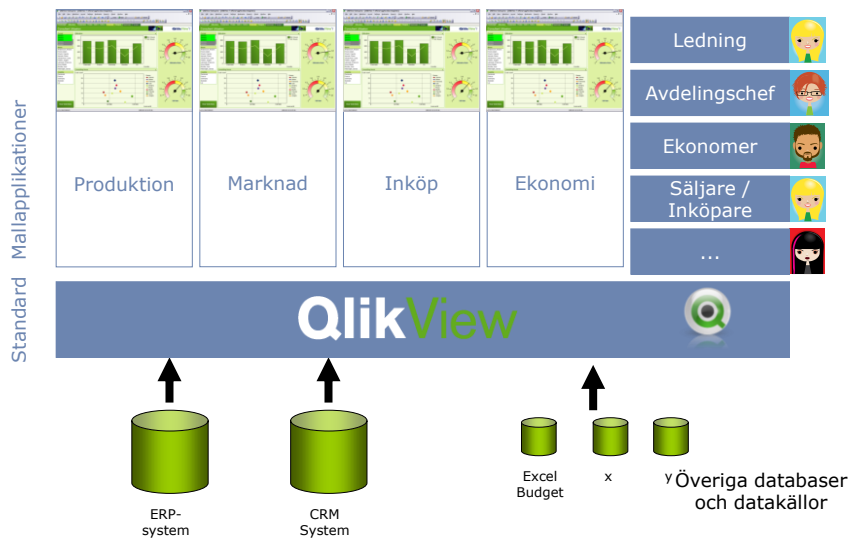 Mallapplikationer
Standard
Produktion
Marknad
Inköp
Ekonomi
Ledning
Avdelingschef
Ekonomer
Säljare /
Inköpare
...
QlikView
ERP-
system
CRM
System
Excel
Budget
x
y
Överiga databaser
och datakällor